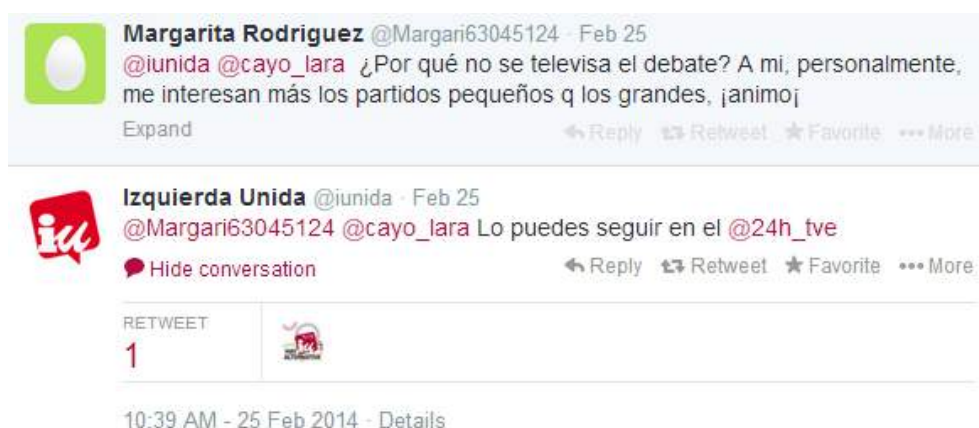 Margarita Rodriguez @Margari63045124 · Feb 25
@iunida @cayo_lara ¿Por qué no se televisa el debate? A mi, personalmente,
me interesan más los partidos pequeños q los grandes, ¡animo¡
Expand Reply Retweet Favorite More
iu
Izquierda Unida @iunida · Feb 25
@Margari63045124 @cayo_lara Lo puedes seguir en el @24h_tve
Hide conversation Reply Retweet Favorite More
RETWEET
1
10:39 AM - 25 Feb 2014 · Details